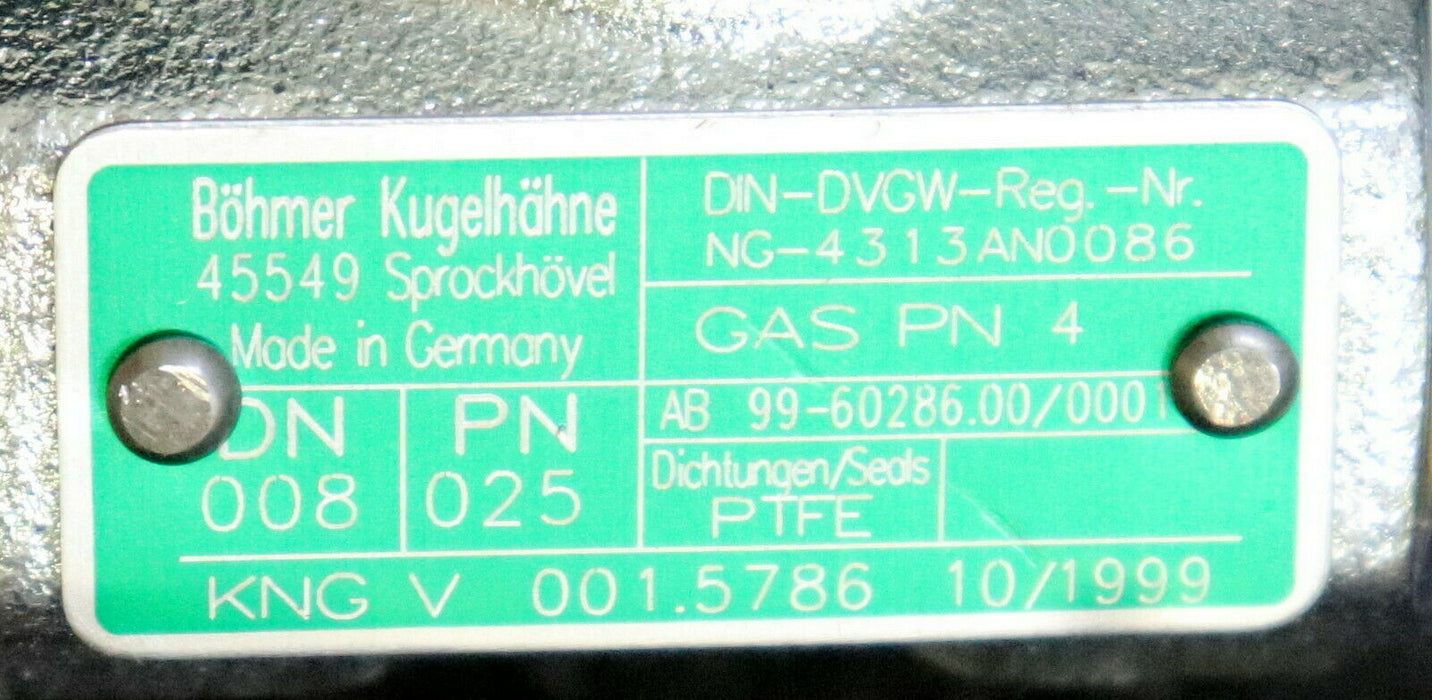 Böhmer Kugelhähne
45549 Sprockhövel
Made in Germany
DIN-DVGW-Reg.-Nr.
NG-4313AN0086
GAS PN 4
DN
008
PN
025
AB 99-60286.00/0001
Dichtungen/Seals
PTFE
KNG V 001.5786 10/1999